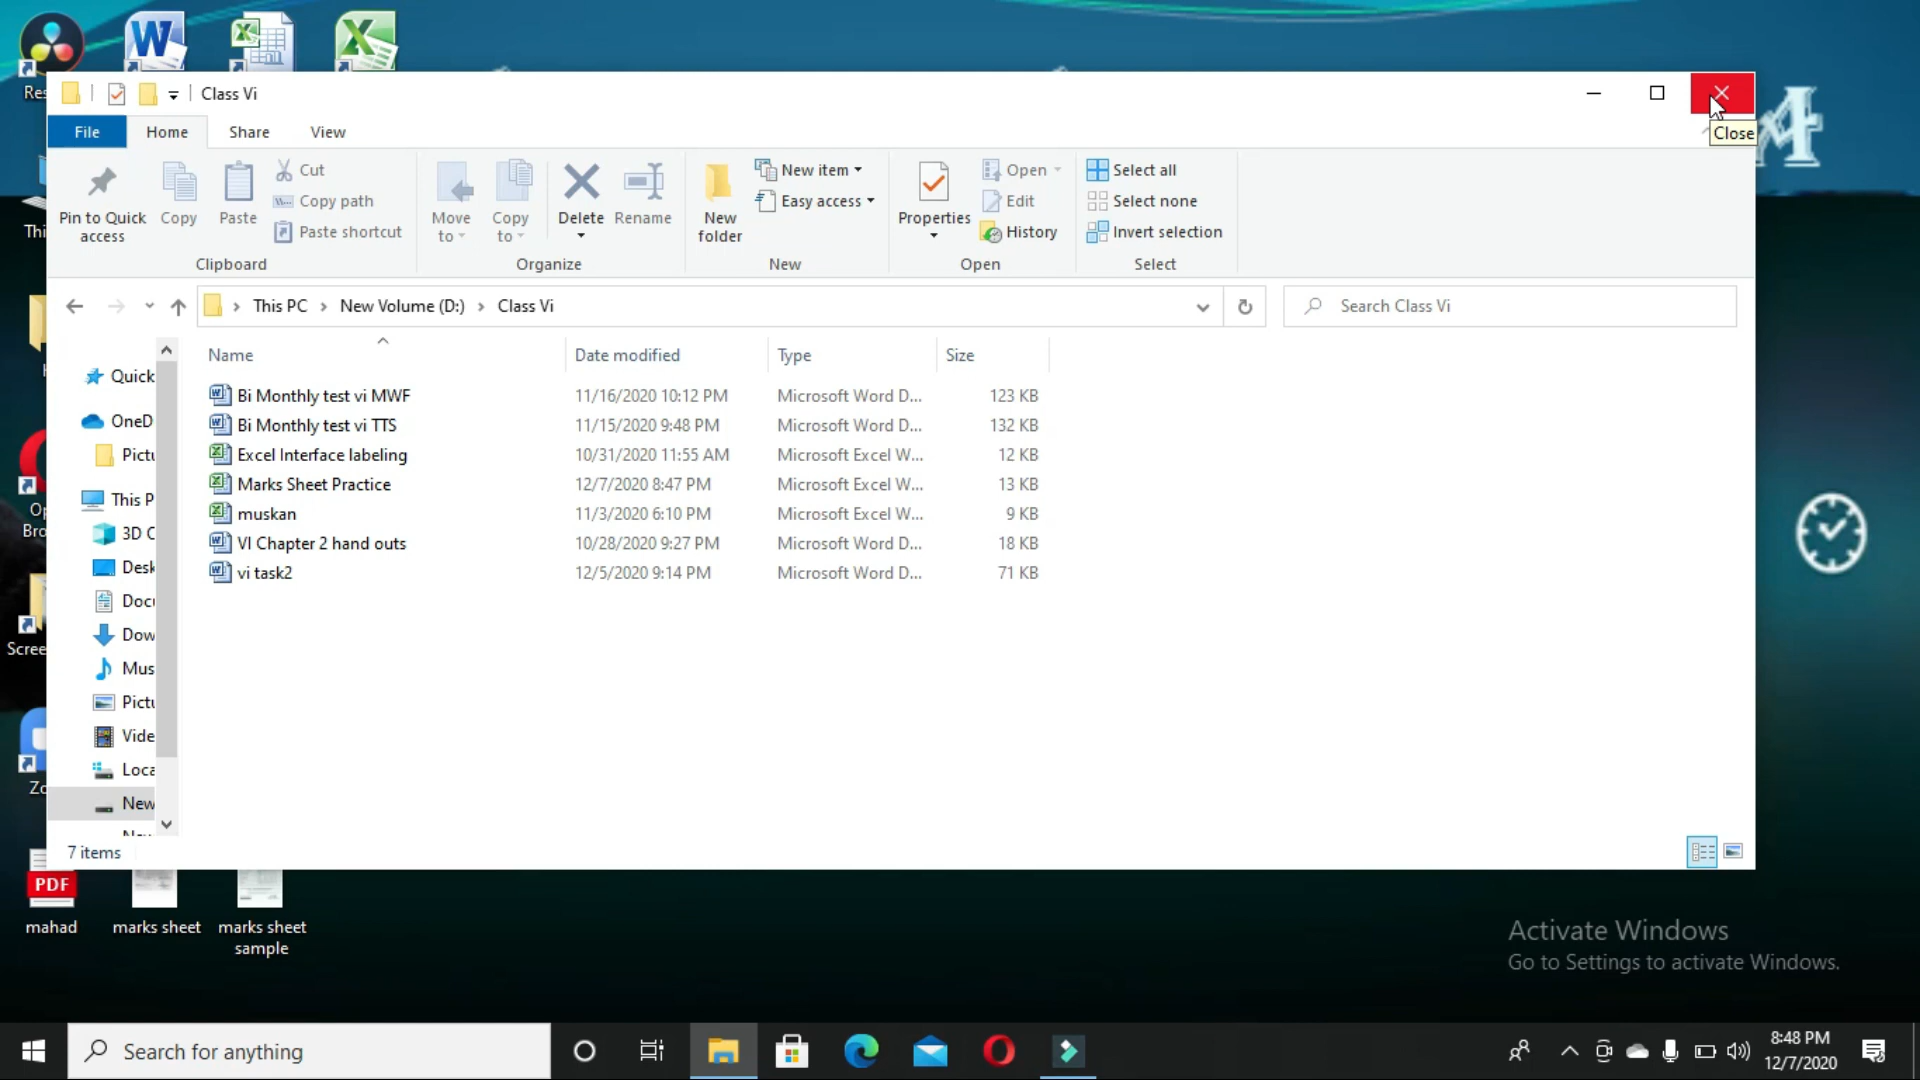 Class Vi
Close
File Home Share View
Pin to Quick access
Copy
Paste
Cut
Copy path
Paste shortcut
Clipboard
Move to
Copy to
Delete
Rename
Organize
New folder
New item
Easy access
New
Properties
Open
Edit
History
Open
Select all
Select none
Invert selection
Select
This PC New Volume (D:) Class Vi
Search Class Vi
Name Date modified Type Size
Bi Monthly test vi MWF 11/16/2020 10:12 PM Microsoft Word D... 123 KB
Bi Monthly test vi TTS 11/15/2020 9:48 PM Microsoft Word D... 132 KB
Excel Interface labeling 10/31/2020 11:55 AM Microsoft Excel W... 12 KB
Marks Sheet Practice 12/7/2020 8:47 PM Microsoft Excel W... 13 KB
muskan 11/3/2020 6:10 PM Microsoft Excel W... 9 KB
VI Chapter 2 hand outs 10/28/2020 9:27 PM Microsoft Word D... 18 KB
vi task2 12/5/2020 9:14 PM Microsoft Word D... 71 KB
Quick
OneD
Pictu
This P
3D C
Desk
Docu
Dow
Mus
Pictu
Vide
Loca
New
7 items
Res
Thi
Op
Bro
Scree
Zo
PDF
mahad
marks sheet
marks sheet
sample
Activate Windows
Go to Settings to activate Windows.
Search for anything
8:48 PM
12/7/2020